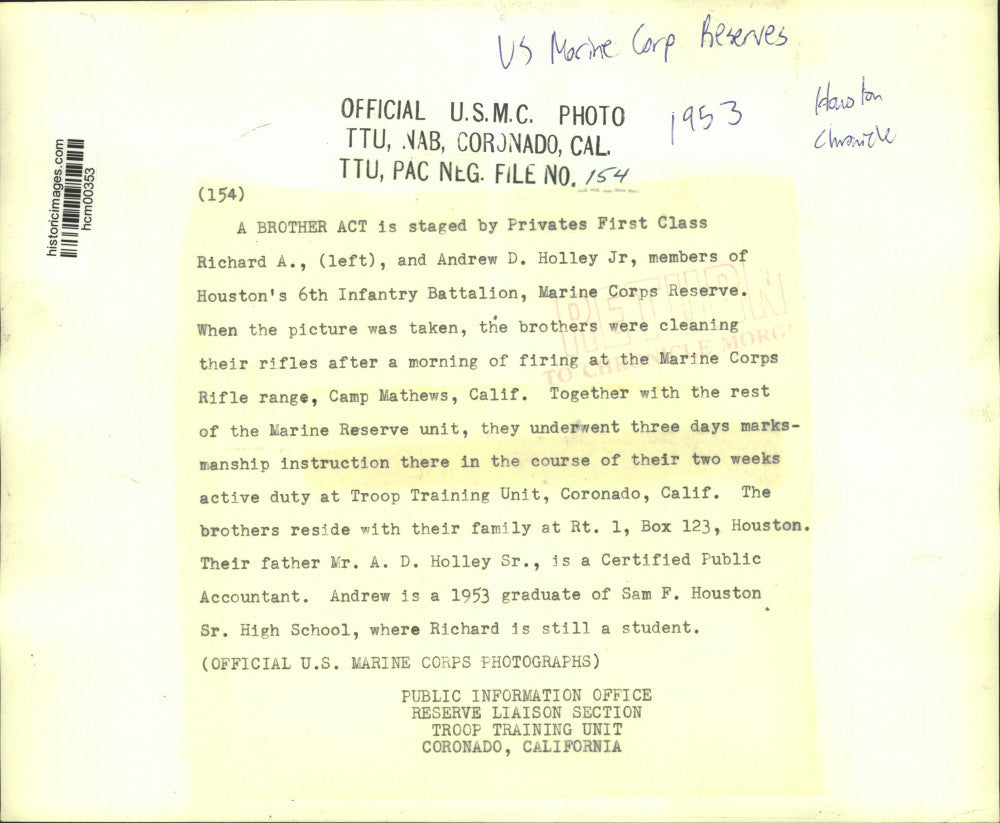 US Marine Corp Reserves
Houston
Chronicle
1953
OFFICIAL U.S.M.C. PHOTO
TTU, NAB, CORONADO, CAL.
TTU, PAC NEG. FILE NO. 154
historicimages.com
hcm00353
(154)
A BROTHER ACT is staged by Privates First Class
Richard A., (left), and Andrew D. Holley Jr, members of
Houston's 6th Infantry Battalion, Marine Corps Reserve.
When the picture was taken, the brothers were cleaning
their rifles after a morning of firing at the Marine Corps
Rifle range, Camp Mathews, Calif. Together with the rest
of the Marine Reserve unit, they underwent three days marks-
manship instruction there in the course of their two weeks
active duty at Troop Training Unit, Coronado, Calif. The
brothers reside with their family at Rt. 1, Box 123, Houston.
Their father Mr. A. D. Holley Sr., is a Certified Public
Accountant. Andrew is a 1953 graduate of Sam F. Houston
Sr. High School, where Richard is still a student.
(OFFICIAL U.S. MARINE CORPS PHOTOGRAPHS)
PUBLIC INFORMATION OFFICE
RESERVE LIAISON SECTION
TROOP TRAINING UNIT
CORONADO, CALIFORNIA
RETURN
TO CHRONICLE MORG